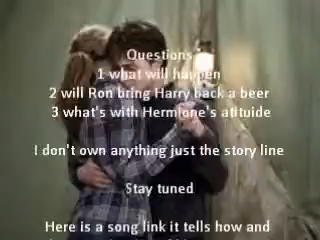 Questions
1 what will happen
2 will Ron bring Harry back a beer
3 what's with Hermione's atituide
I don't own anything just the story line
Stay tuned
Here is a song link it tells how and